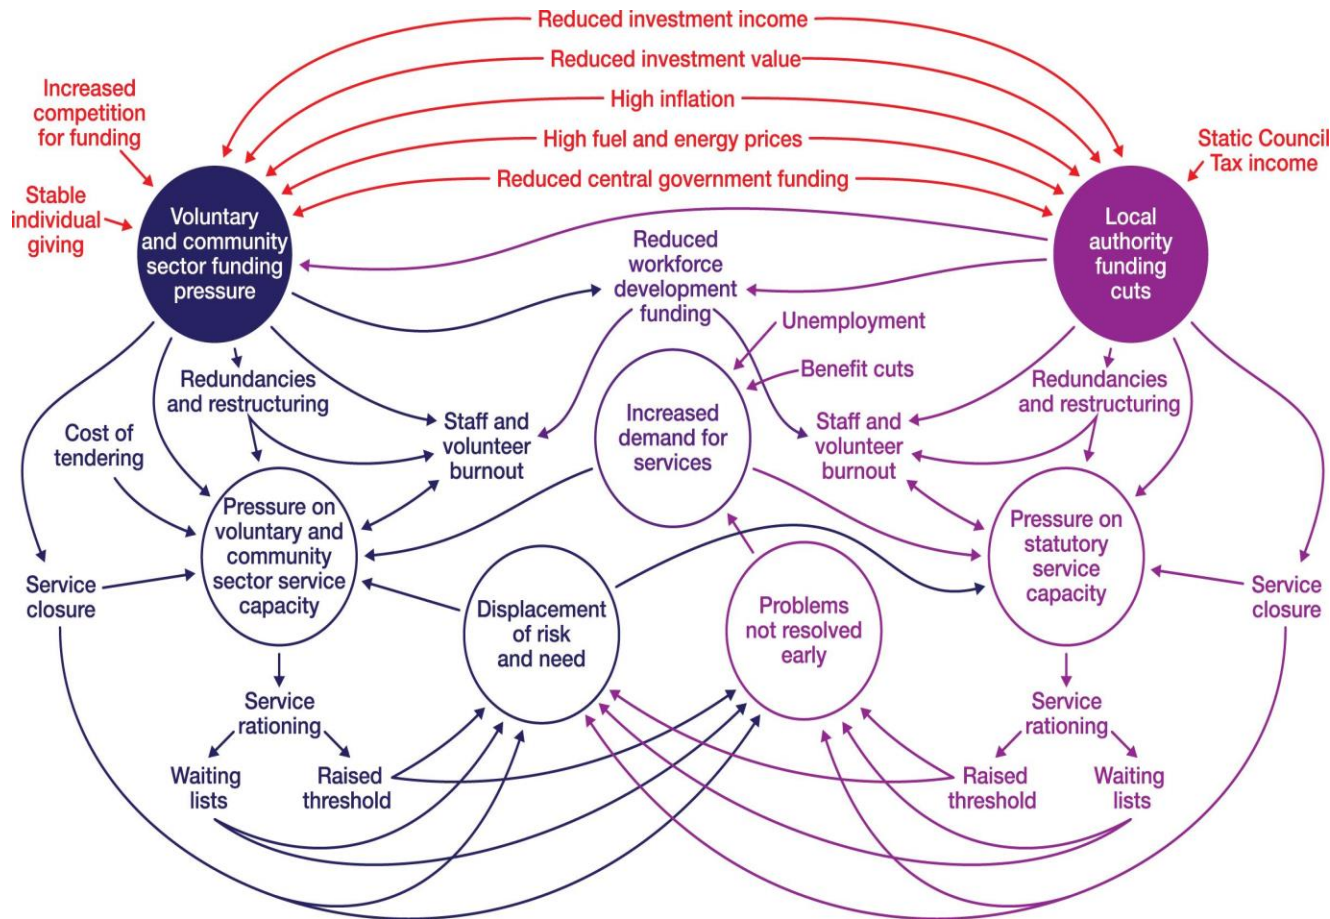 Reduced investment income
Reduced investment value
High inflation
High fuel and energy prices
Reduced central government funding
Increased
competition
for funding
Stable
individual
giving
Static Council
Tax income
Voluntary
and community
sector funding
pressure
Local
authority
funding
cuts
Reduced
workforce
development
funding
Unemployment
Benefit cuts
Redundancies
and restructuring
Cost of
tendering
Staff and
volunteer
burnout
Increased
demand for
services
Staff and
volunteer
burnout
Redundancies
and restructuring
Pressure on
voluntary and
community
sector service
capacity
Pressure on
statutory
service
capacity
Service
closure
Displacement
of risk
and need
Problems
not resolved
early
Service
closure
Service
rationing
Waiting
lists
Raised
threshold
Service
rationing
Raised
threshold
Waiting
lists